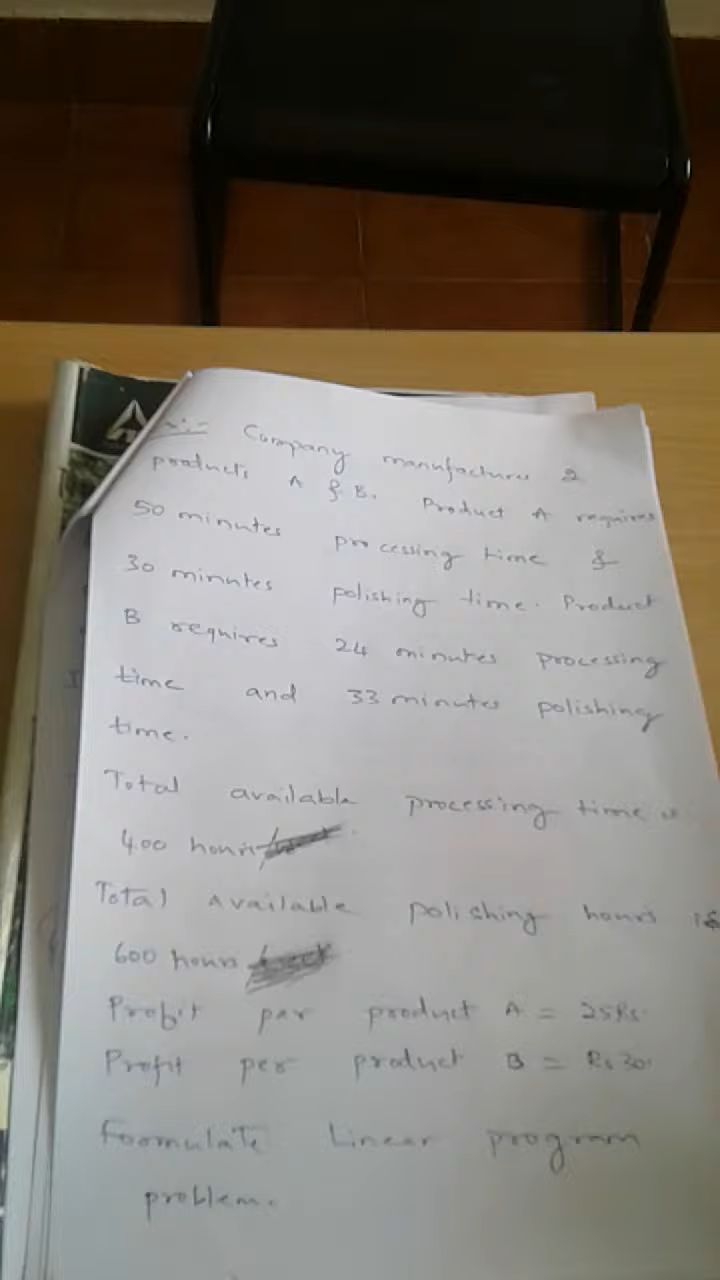 Company manufacture 2
products A & B. Product A requires
50 minutes processing time &
30 minutes polishing time. Product
B requires 24 minutes processing
time and 33 minutes polishing
time.
Total available processing time is
400 hours
Total available polishing hours is
600 hours
Profit per product A = 25Rs.
Profit per product B = Rs 30.
Formulate Linear program
problem.